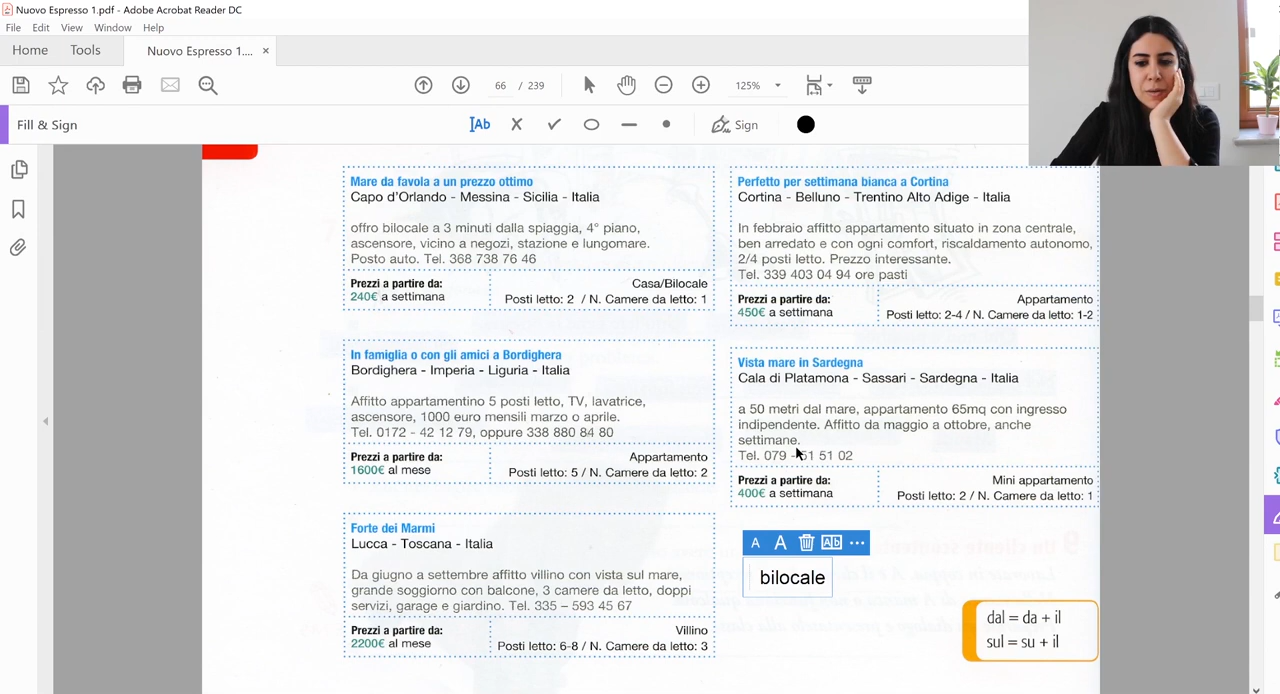 Nuovo Espresso 1.pdf - Adobe Acrobat Reader DC
File Edit View Window Help
Home Tools Nuovo Espresso 1.... ×
66 / 239 125%
Fill & Sign
Ab Sign
Mare da favola a un prezzo ottimo
Capo d'Orlando - Messina - Sicilia - Italia
offro bilocale a 3 minuti dalla spiaggia, 4° piano,
ascensore, vicino a negozi, stazione e lungomare.
Posto auto. Tel. 368 738 76 46
Prezzi a partire da:
240€ a settimana
Casa/Bilocale
Posti letto: 2 / N. Camere da letto: 1
Perfetto per settimana bianca a Cortina
Cortina - Belluno - Trentino Alto Adige - Italia
In febbraio affitto appartamento situato in zona centrale,
ben arredato e con ogni comfort, riscaldamento autonomo,
2/4 posti letto. Prezzo interessante.
Tel. 339 403 04 94 ore pasti
Prezzi a partire da:
450€ a settimana
Appartamento
Posti letto: 2-4 / N. Camere da letto: 1-2
In famiglia o con gli amici a Bordighera
Bordighera - Imperia - Liguria - Italia
Affitto appartamentino 5 posti letto, TV, lavatrice,
ascensore, 1000 euro mensili marzo o aprile.
Tel. 0172 - 42 12 79, oppure 338 880 84 80
Prezzi a partire da:
1600€ al mese
Appartamento
Posti letto: 5 / N. Camere da letto: 2
Vista mare in Sardegna
Cala di Platamona - Sassari - Sardegna - Italia
a 50 metri dal mare, appartamento 65mq con ingresso
indipendente. Affitto da maggio a ottobre, anche
settimane.
Tel. 079 - 51 51 02
Prezzi a partire da:
400€ a settimana
Mini appartamento
Posti letto: 2 / N. Camere da letto: 1
Forte dei Marmi
Lucca - Toscana - Italia
Da giugno a settembre affitto villino con vista sul mare,
grande soggiorno con balcone, 3 camere da letto, doppi
servizi, garage e giardino. Tel. 335 – 593 45 67
Prezzi a partire da:
2200€ al mese
Villino
Posti letto: 6-8 / N. Camere da letto: 3
A A Ab
bilocale
dal = da + il
sul = su + il